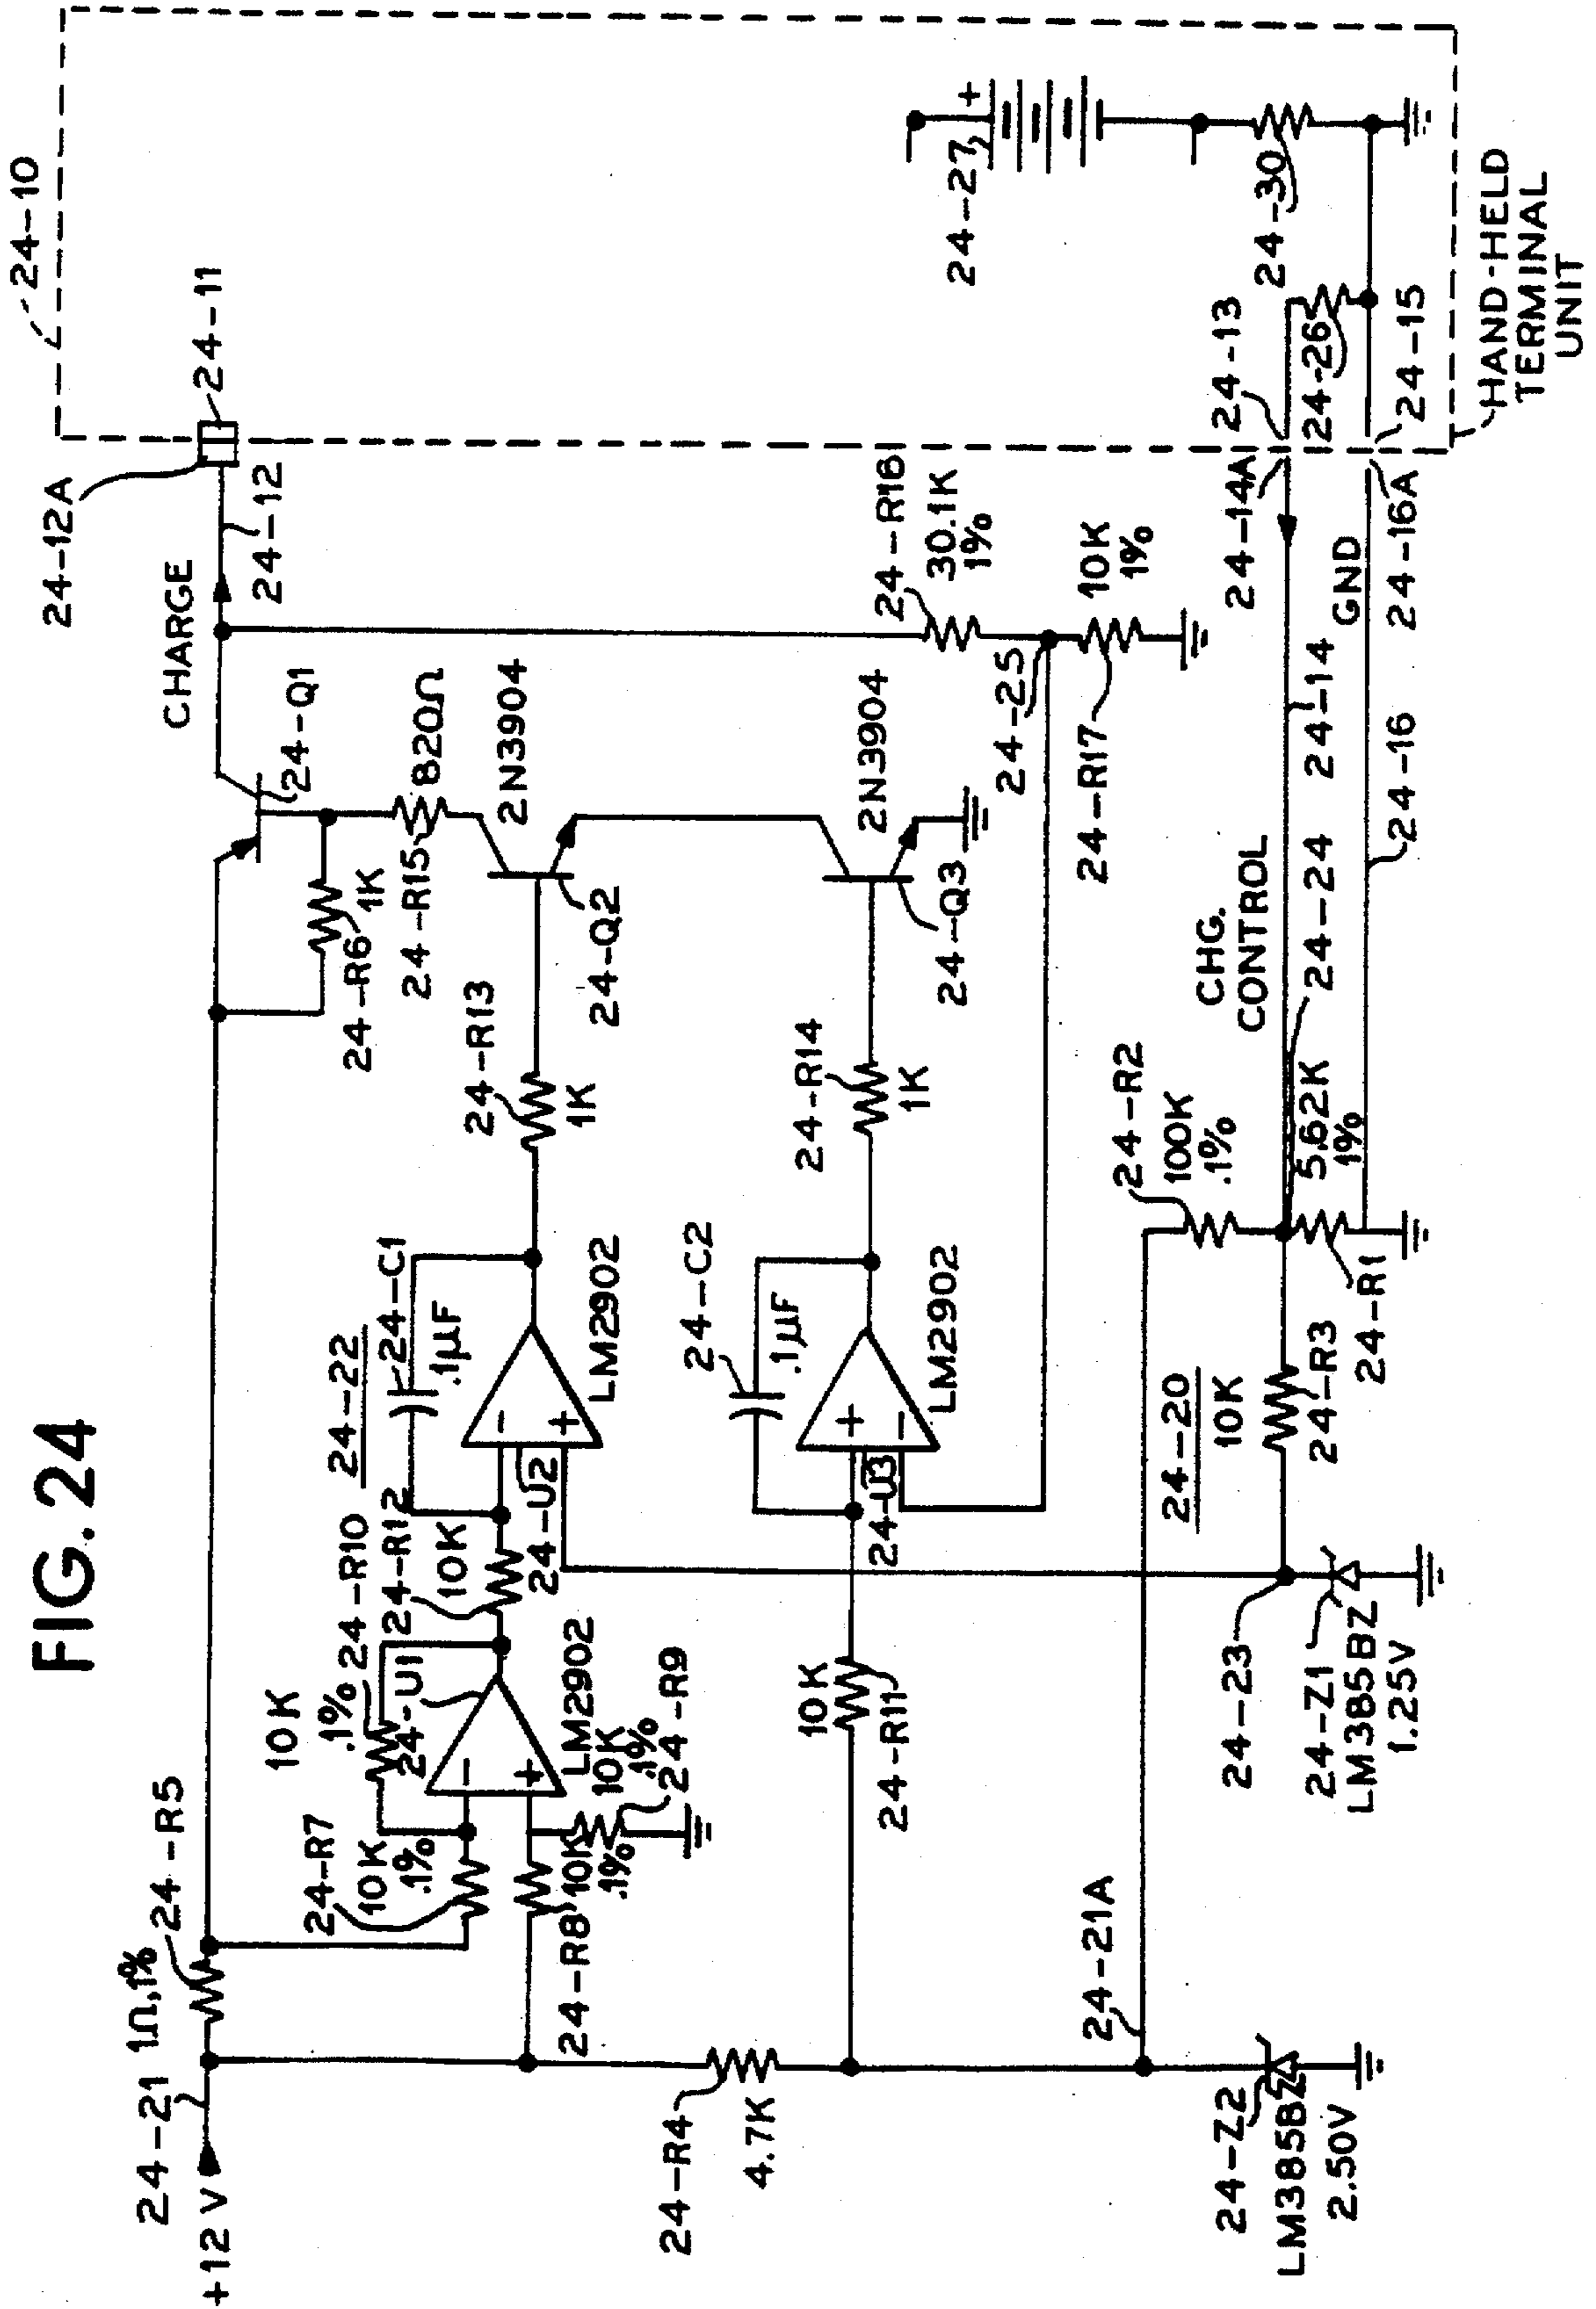 FIG. 24
+12 V
24-21
1Ω,1%
24-R5
24-R7
10K
.1%
10K
.1%
24-R10
24-U1
LM2902
24-R8
10K
.1%
10K
.1%
24-R9
24-R12
10K
24-22
24-C1
.1µF
24-U2
LM2902
24-R13
1K
24-R6
1K
24-R15
820Ω
24-Q1
2N3904
24-Q2
CHARGE
24-12
24-12A
24-11
24-10
24-R4
4.7K
24-R11
10K
24-C2
.1µF
24-U3
LM2902
24-R14
1K
2N3904
24-Q3
24-R16
30.1K
1%
24-25
24-R17
10K
1%
24-27
+
24-30
24-26
24-13
24-14A
24-14
24-15
24-16A
24-16
GND
CHG.
CONTROL
24-24
24-R2
100K
.1%
5.62K
1%
24-R1
24-20
10K
24-R3
24-23
24-Z1
LM385BZ
1.25V
24-21A
24-Z2
LM385BZ
2.50V
HAND-HELD
TERMINAL
UNIT